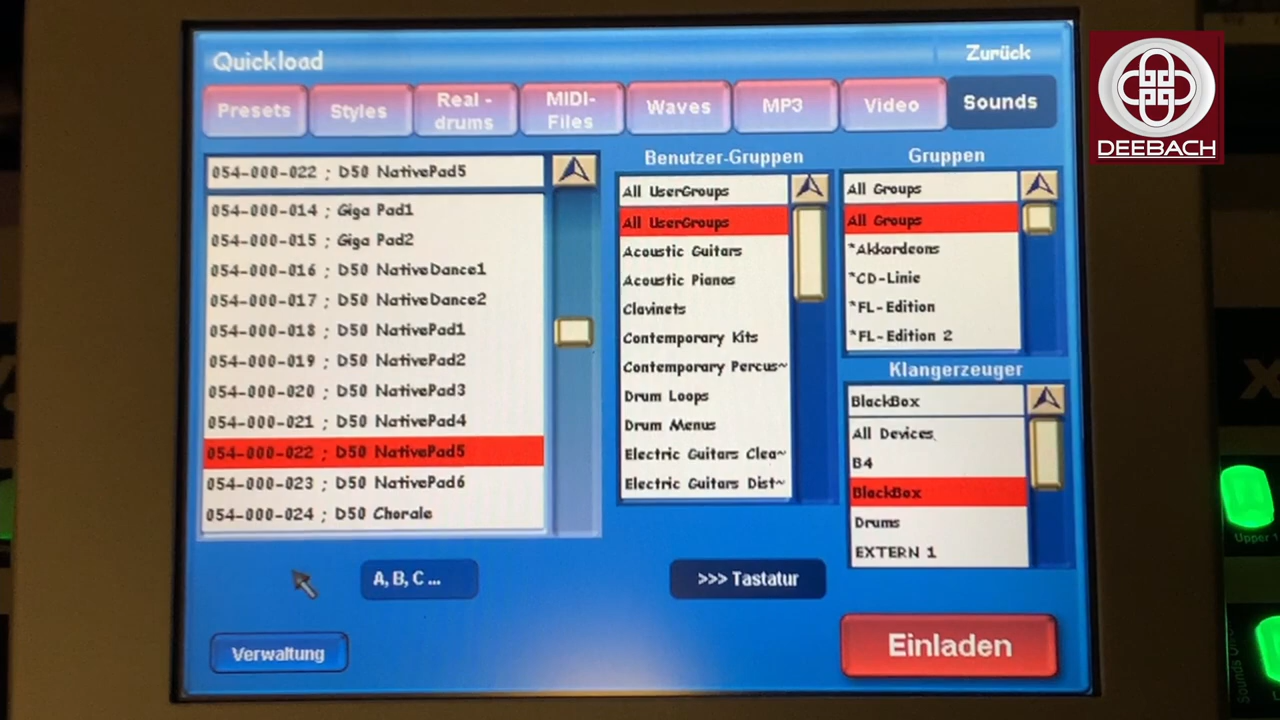 Quickload
Zurück
Presets
Styles
Real -
drums
MIDI-
Files
Waves
MP3
Video
Sounds
054-000-022 ; D50 NativePad5
054-000-014 ; Giga Pad1
054-000-015 ; Giga Pad2
054-000-016 ; D50 NativeDance1
054-000-017 ; D50 NativeDance2
054-000-018 ; D50 NativePad1
054-000-019 ; D50 NativePad2
054-000-020 ; D50 NativePad3
054-000-021 ; D50 NativePad4
054-000-022 ; D50 NativePad5
054-000-023 ; D50 NativePad6
054-000-024 ; D50 Chorale
Benutzer-Gruppen
All UserGroups
All UserGroups
Acoustic Guitars
Acoustic Pianos
Clavinets
Contemporary Kits
Contemporary Percus~
Drum Loops
Drum Menus
Electric Guitars Clea~
Electric Guitars Dist~
Gruppen
All Groups
All Groups
*Akkordeons
*CD-Linie
*FL-Edition
*FL-Edition 2
Klangerzeuger
BlackBox
All Devices
B4
BlackBox
Drums
EXTERN 1
A, B, C ...
>>> Tastatur
Verwaltung
Einladen
DEEBACH
Upper 1